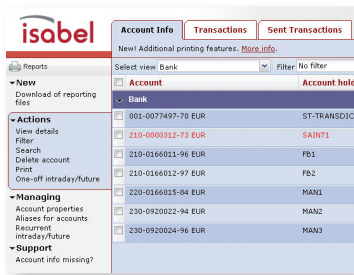 isabel
Account Info Transactions Sent Transactions
New! Additional printing features. More info.
Reports
Select view Bank Filter No filter
New
Download of reporting
files
Actions
View details
Filter
Search
Delete account
Print
One-off intraday/future
Managing
Account properties
Aliases for accounts
Recurrent
intraday/future
Support
Account info missing?
Account Account hold
Bank
001-0077497-70 EUR ST-TRANSDIC
210-0000312-73 EUR SAINT1
210-0166011-96 EUR FB1
210-0166012-97 EUR FB2
220-0166015-84 EUR MAN1
230-0920022-94 EUR MAN2
230-0920024-96 EUR MAN3